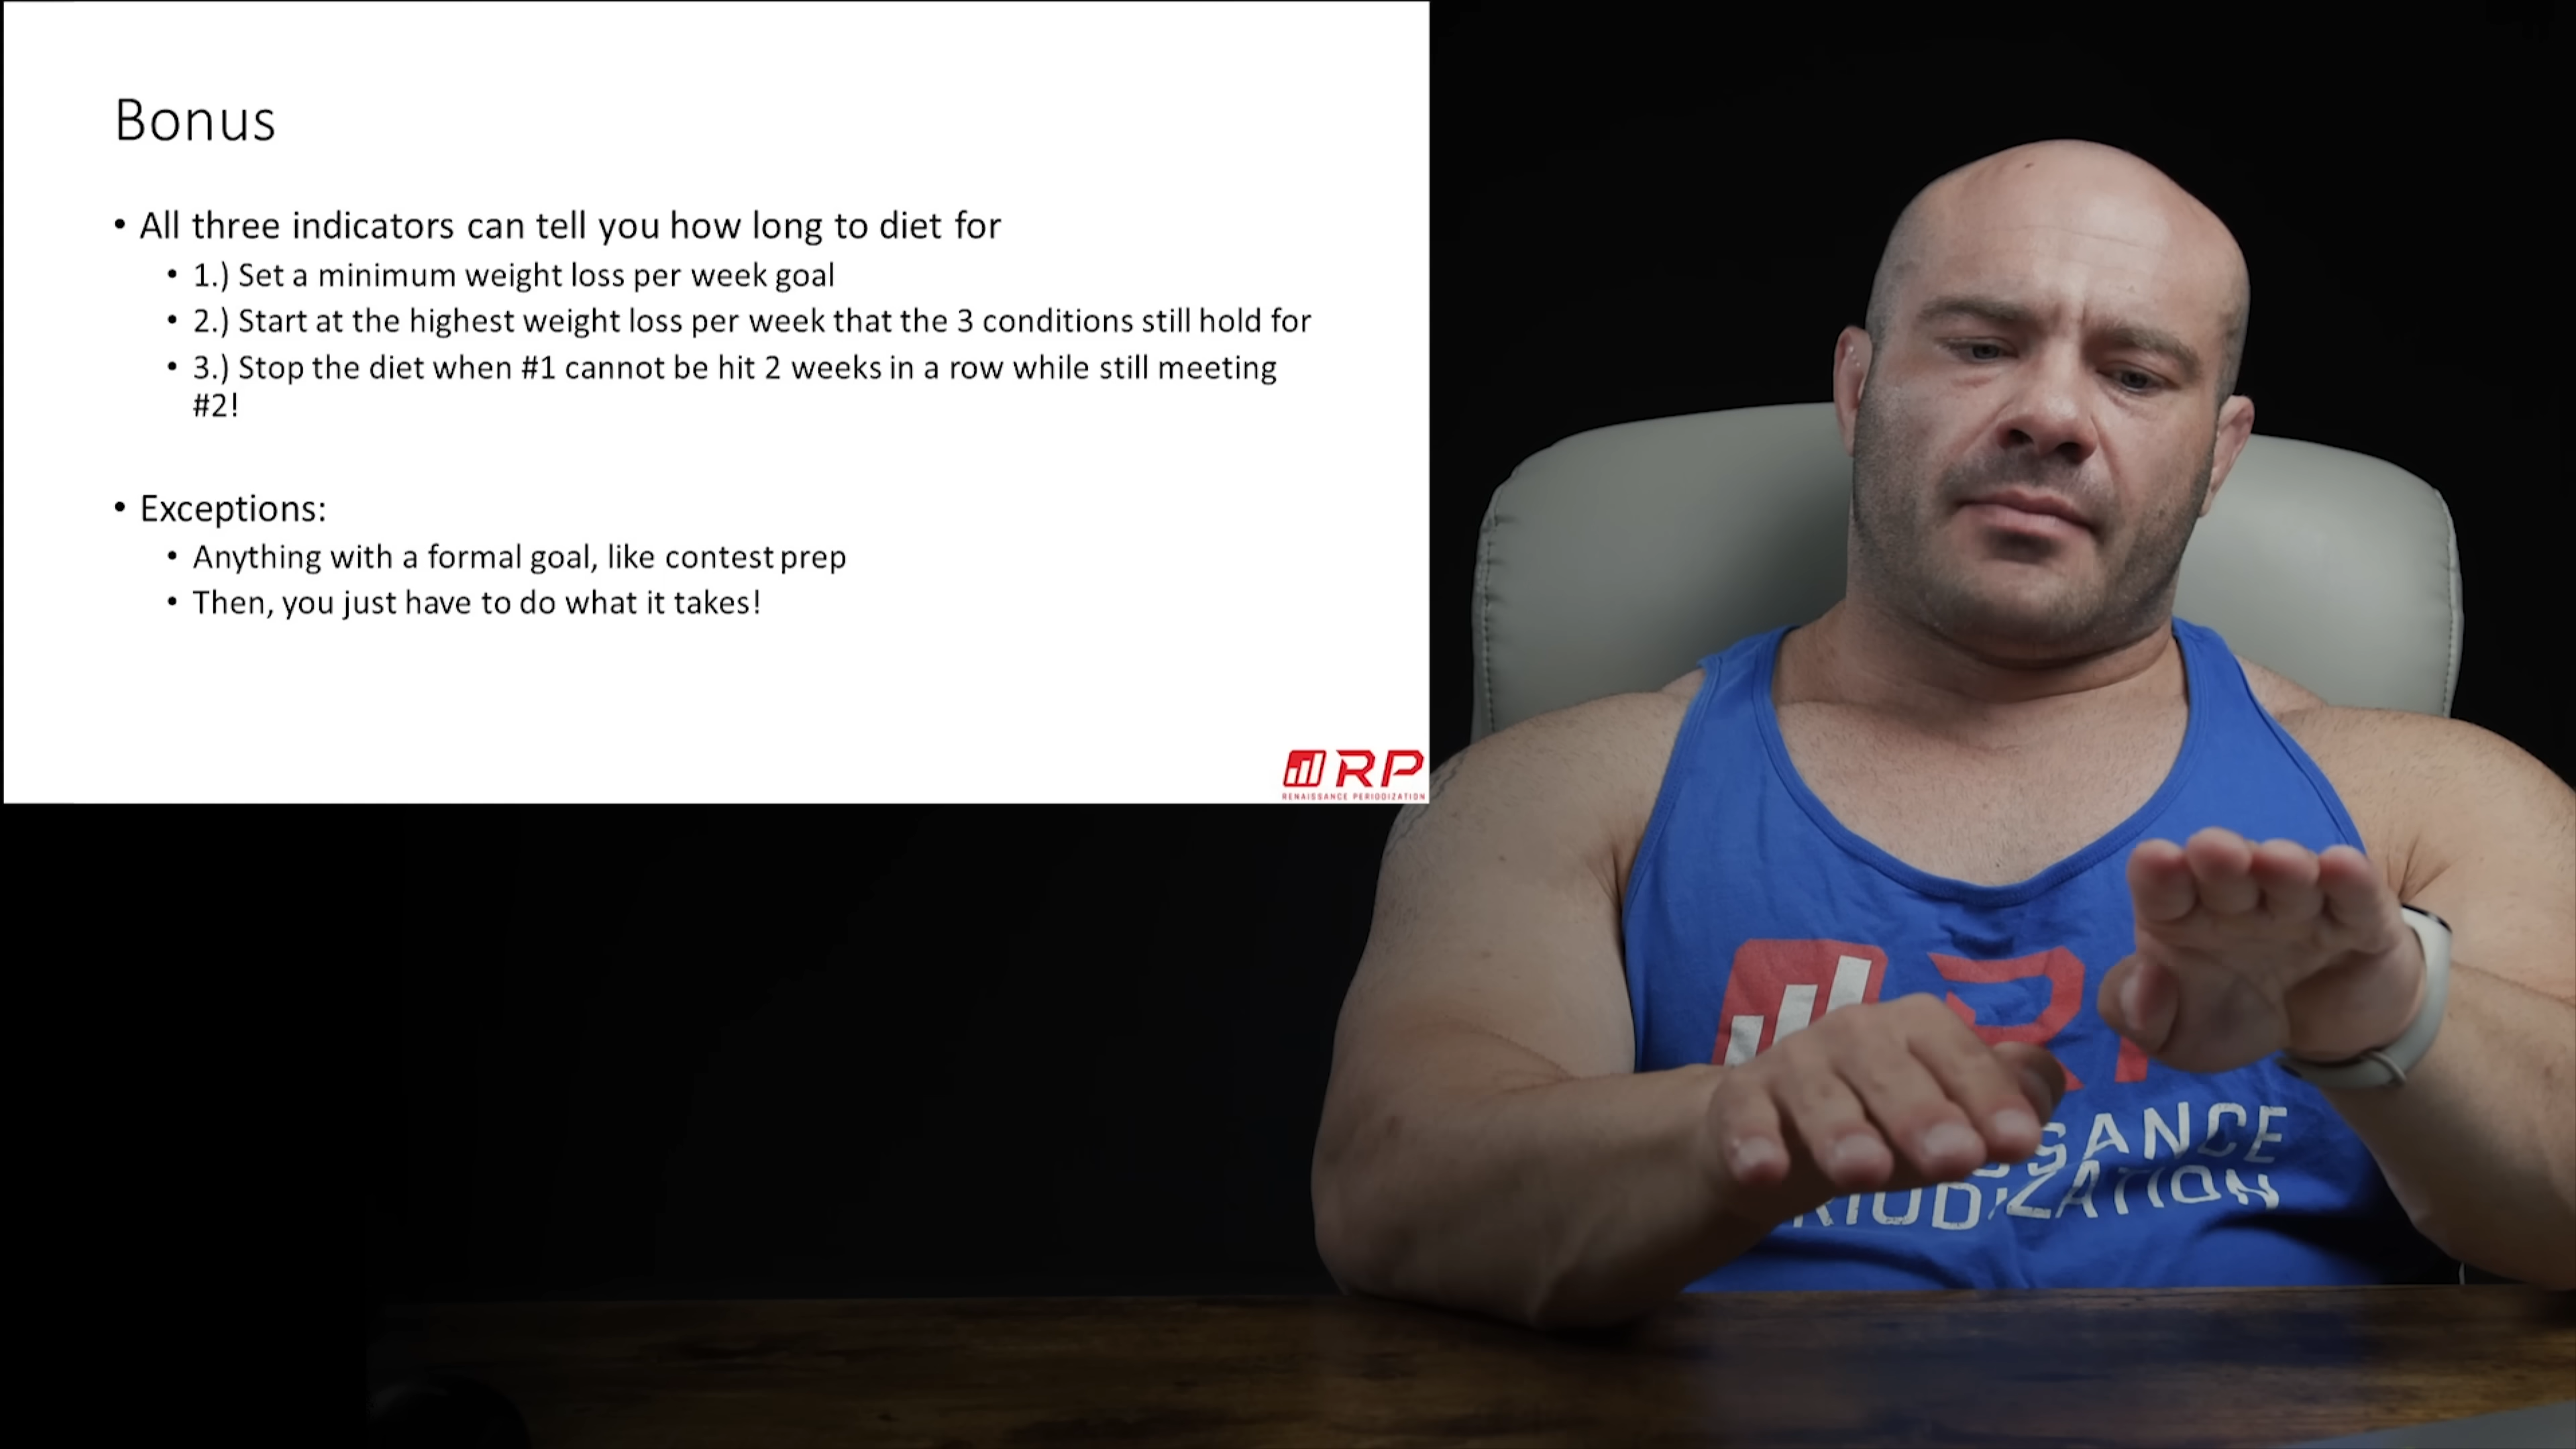 Bonus
• All three indicators can tell you how long to diet for
• 1.) Set a minimum weight loss per week goal
• 2.) Start at the highest weight loss per week that the 3 conditions still hold for
• 3.) Stop the diet when #1 cannot be hit 2 weeks in a row while still meeting
#2!
• Exceptions:
• Anything with a formal goal, like contest prep
• Then, you just have to do what it takes!
RP
RENAISSANCE PERIODIZATION
R
SSANCE
RIODIZATION